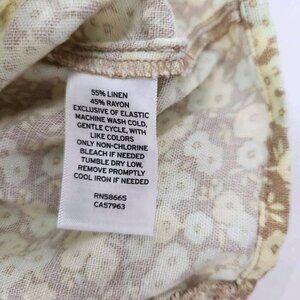 55% LINEN
45% RAYON
EXCLUSIVE OF ELASTIC
MACHINE WASH COLD,
GENTLE CYCLE, WITH
LIKE COLORS
ONLY NON-CHLORINE
BLEACH IF NEEDED
TUMBLE DRY LOW,
REMOVE PROMPTLY
COOL IRON IF NEEDED
RN58665
CA57963